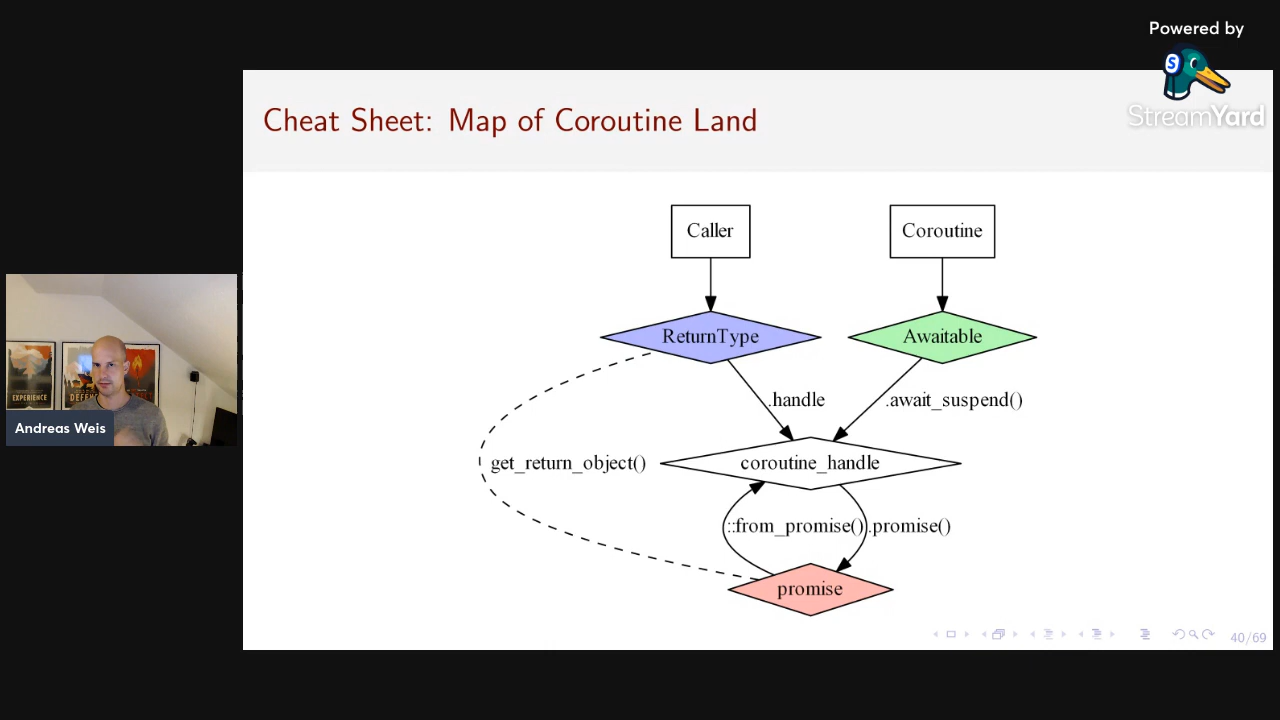 Powered by
StreamYard
Cheat Sheet: Map of Coroutine Land
Caller
Coroutine
ReturnType
Awaitable
.handle
.await_suspend()
get_return_object()
coroutine_handle
::from_promise()
.promise()
promise
40/69
EXPERIENCE
Andreas Weis